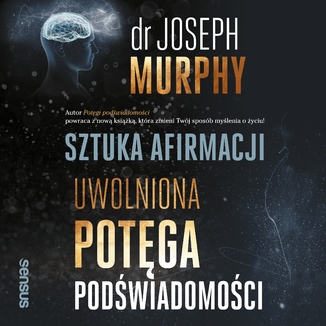 dr JOSEPH
MURPHY
Autor Potęgi podświadomości
powraca z nową książką, która zmieni Twój sposób myślenia o życiu!
SZTUKA AFIRMACJI
UWOLNIONA
POTĘGA
PODŚWIADOMOŚCI
sensus